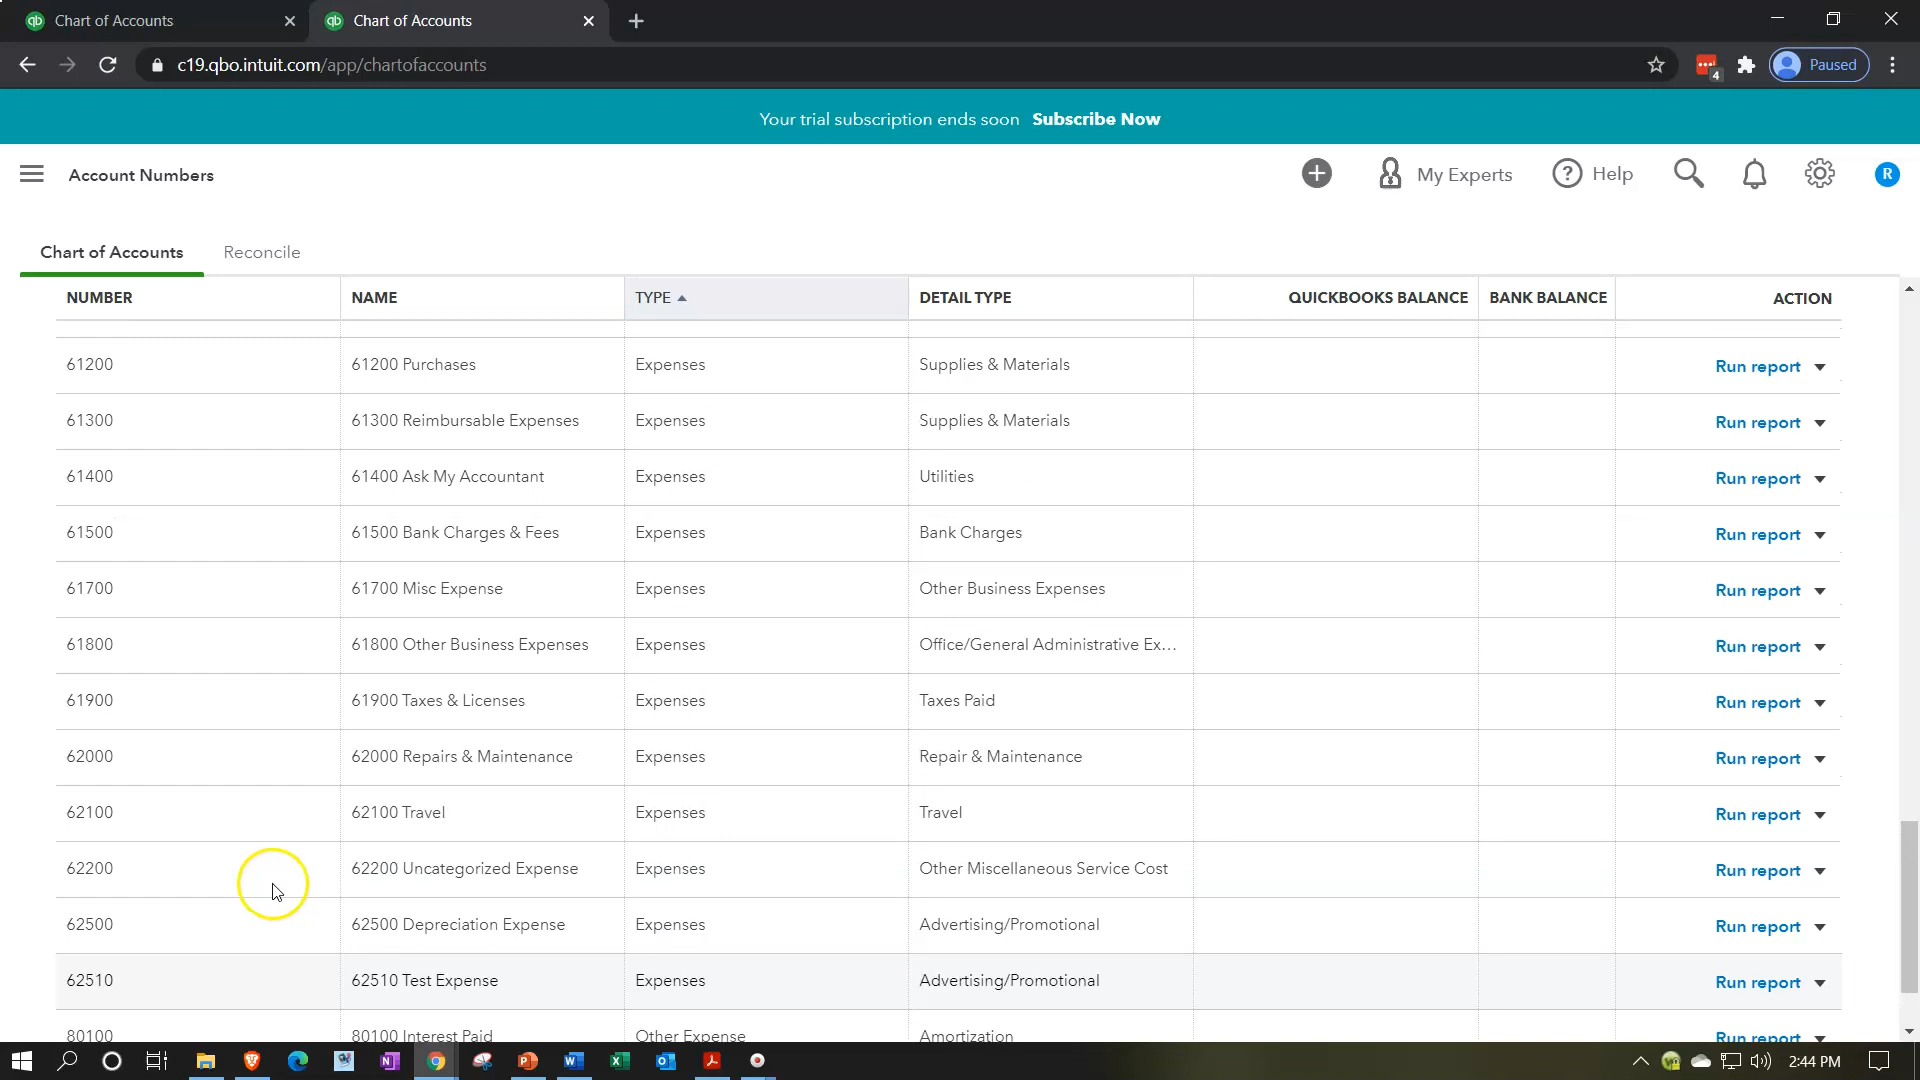 Chart of Accounts
Chart of Accounts
c19.qbo.intuit.com/app/chartofaccounts
4
Paused
Your trial subscription ends soon Subscribe Now
Account Numbers
My Experts
Help
R
Chart of Accounts
Reconcile
NUMBER NAME TYPE DETAIL TYPE QUICKBOOKS BALANCE BANK BALANCE ACTION
61200 61200 Purchases Expenses Supplies & Materials Run report
61300 61300 Reimbursable Expenses Expenses Supplies & Materials Run report
61400 61400 Ask My Accountant Expenses Utilities Run report
61500 61500 Bank Charges & Fees Expenses Bank Charges Run report
61700 61700 Misc Expense Expenses Other Business Expenses Run report
61800 61800 Other Business Expenses Expenses Office/General Administrative Ex... Run report
61900 61900 Taxes & Licenses Expenses Taxes Paid Run report
62000 62000 Repairs & Maintenance Expenses Repair & Maintenance Run report
62100 62100 Travel Expenses Travel Run report
62200 62200 Uncategorized Expense Expenses Other Miscellaneous Service Cost Run report
62500 62500 Depreciation Expense Expenses Advertising/Promotional Run report
62510 62510 Test Expense Expenses Advertising/Promotional Run report
80100 80100 Interest Paid Other Expense Amortization Run report
2:44 PM